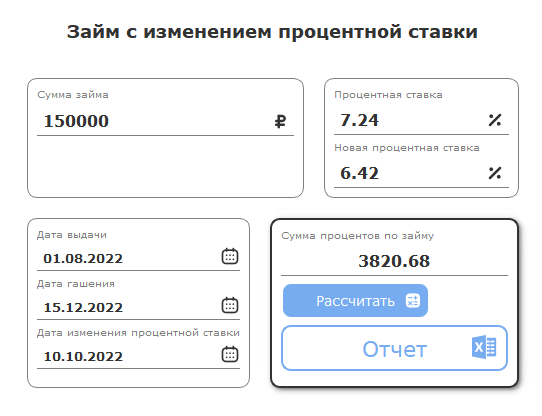 Займ с изменением процентной ставки
Сумма займа
150000 ₽
Процентная ставка
7.24 %
Новая процентная ставка
6.42 %
Дата выдачи
01.08.2022
Дата гашения
15.12.2022
Дата изменения процентной ставки
10.10.2022
Сумма процентов по займу
3820.68
Рассчитать
Отчет